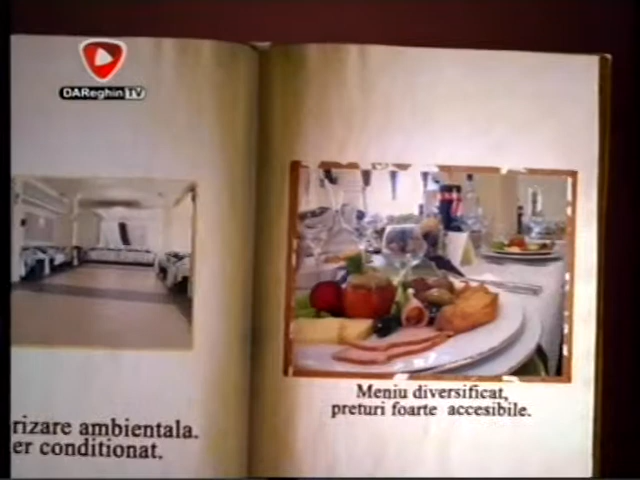 DAReghin TV
rizare ambientala.
er conditionat.
Meniu diversificat,
preturi foarte accesibile.